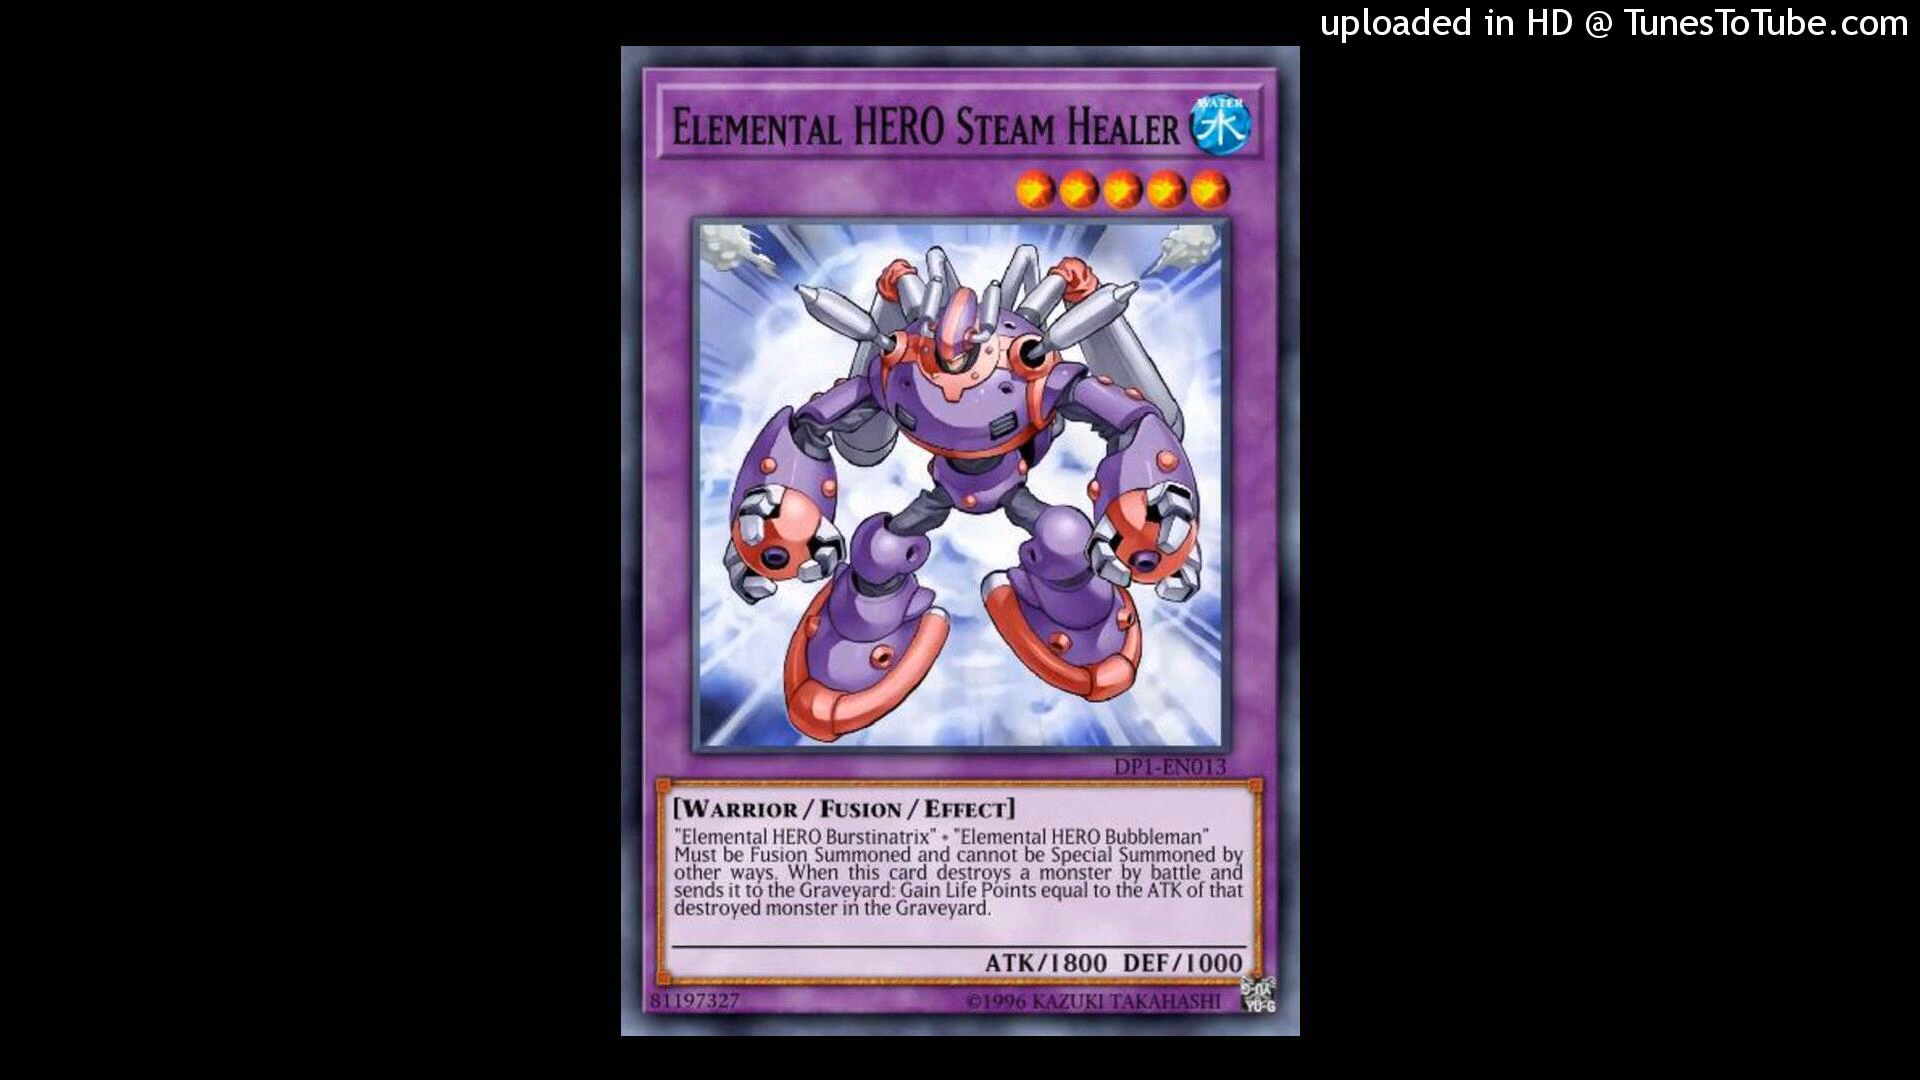 uploaded in HD @ TunesToTube.com
ELEMENTAL HERO STEAM HEALER
WATER
水
DP1-EN013
[WARRIOR / FUSION / EFFECT]
"Elemental HERO Burstinatrix" + "Elemental HERO Bubbleman"
Must be Fusion Summoned and cannot be Special Summoned by
other ways. When this card destroys a monster by battle and
sends it to the Graveyard: Gain Life Points equal to the ATK of that
destroyed monster in the Graveyard.
ATK/1800 DEF/1000
81197327
©1996 KAZUKI TAKAHASHI